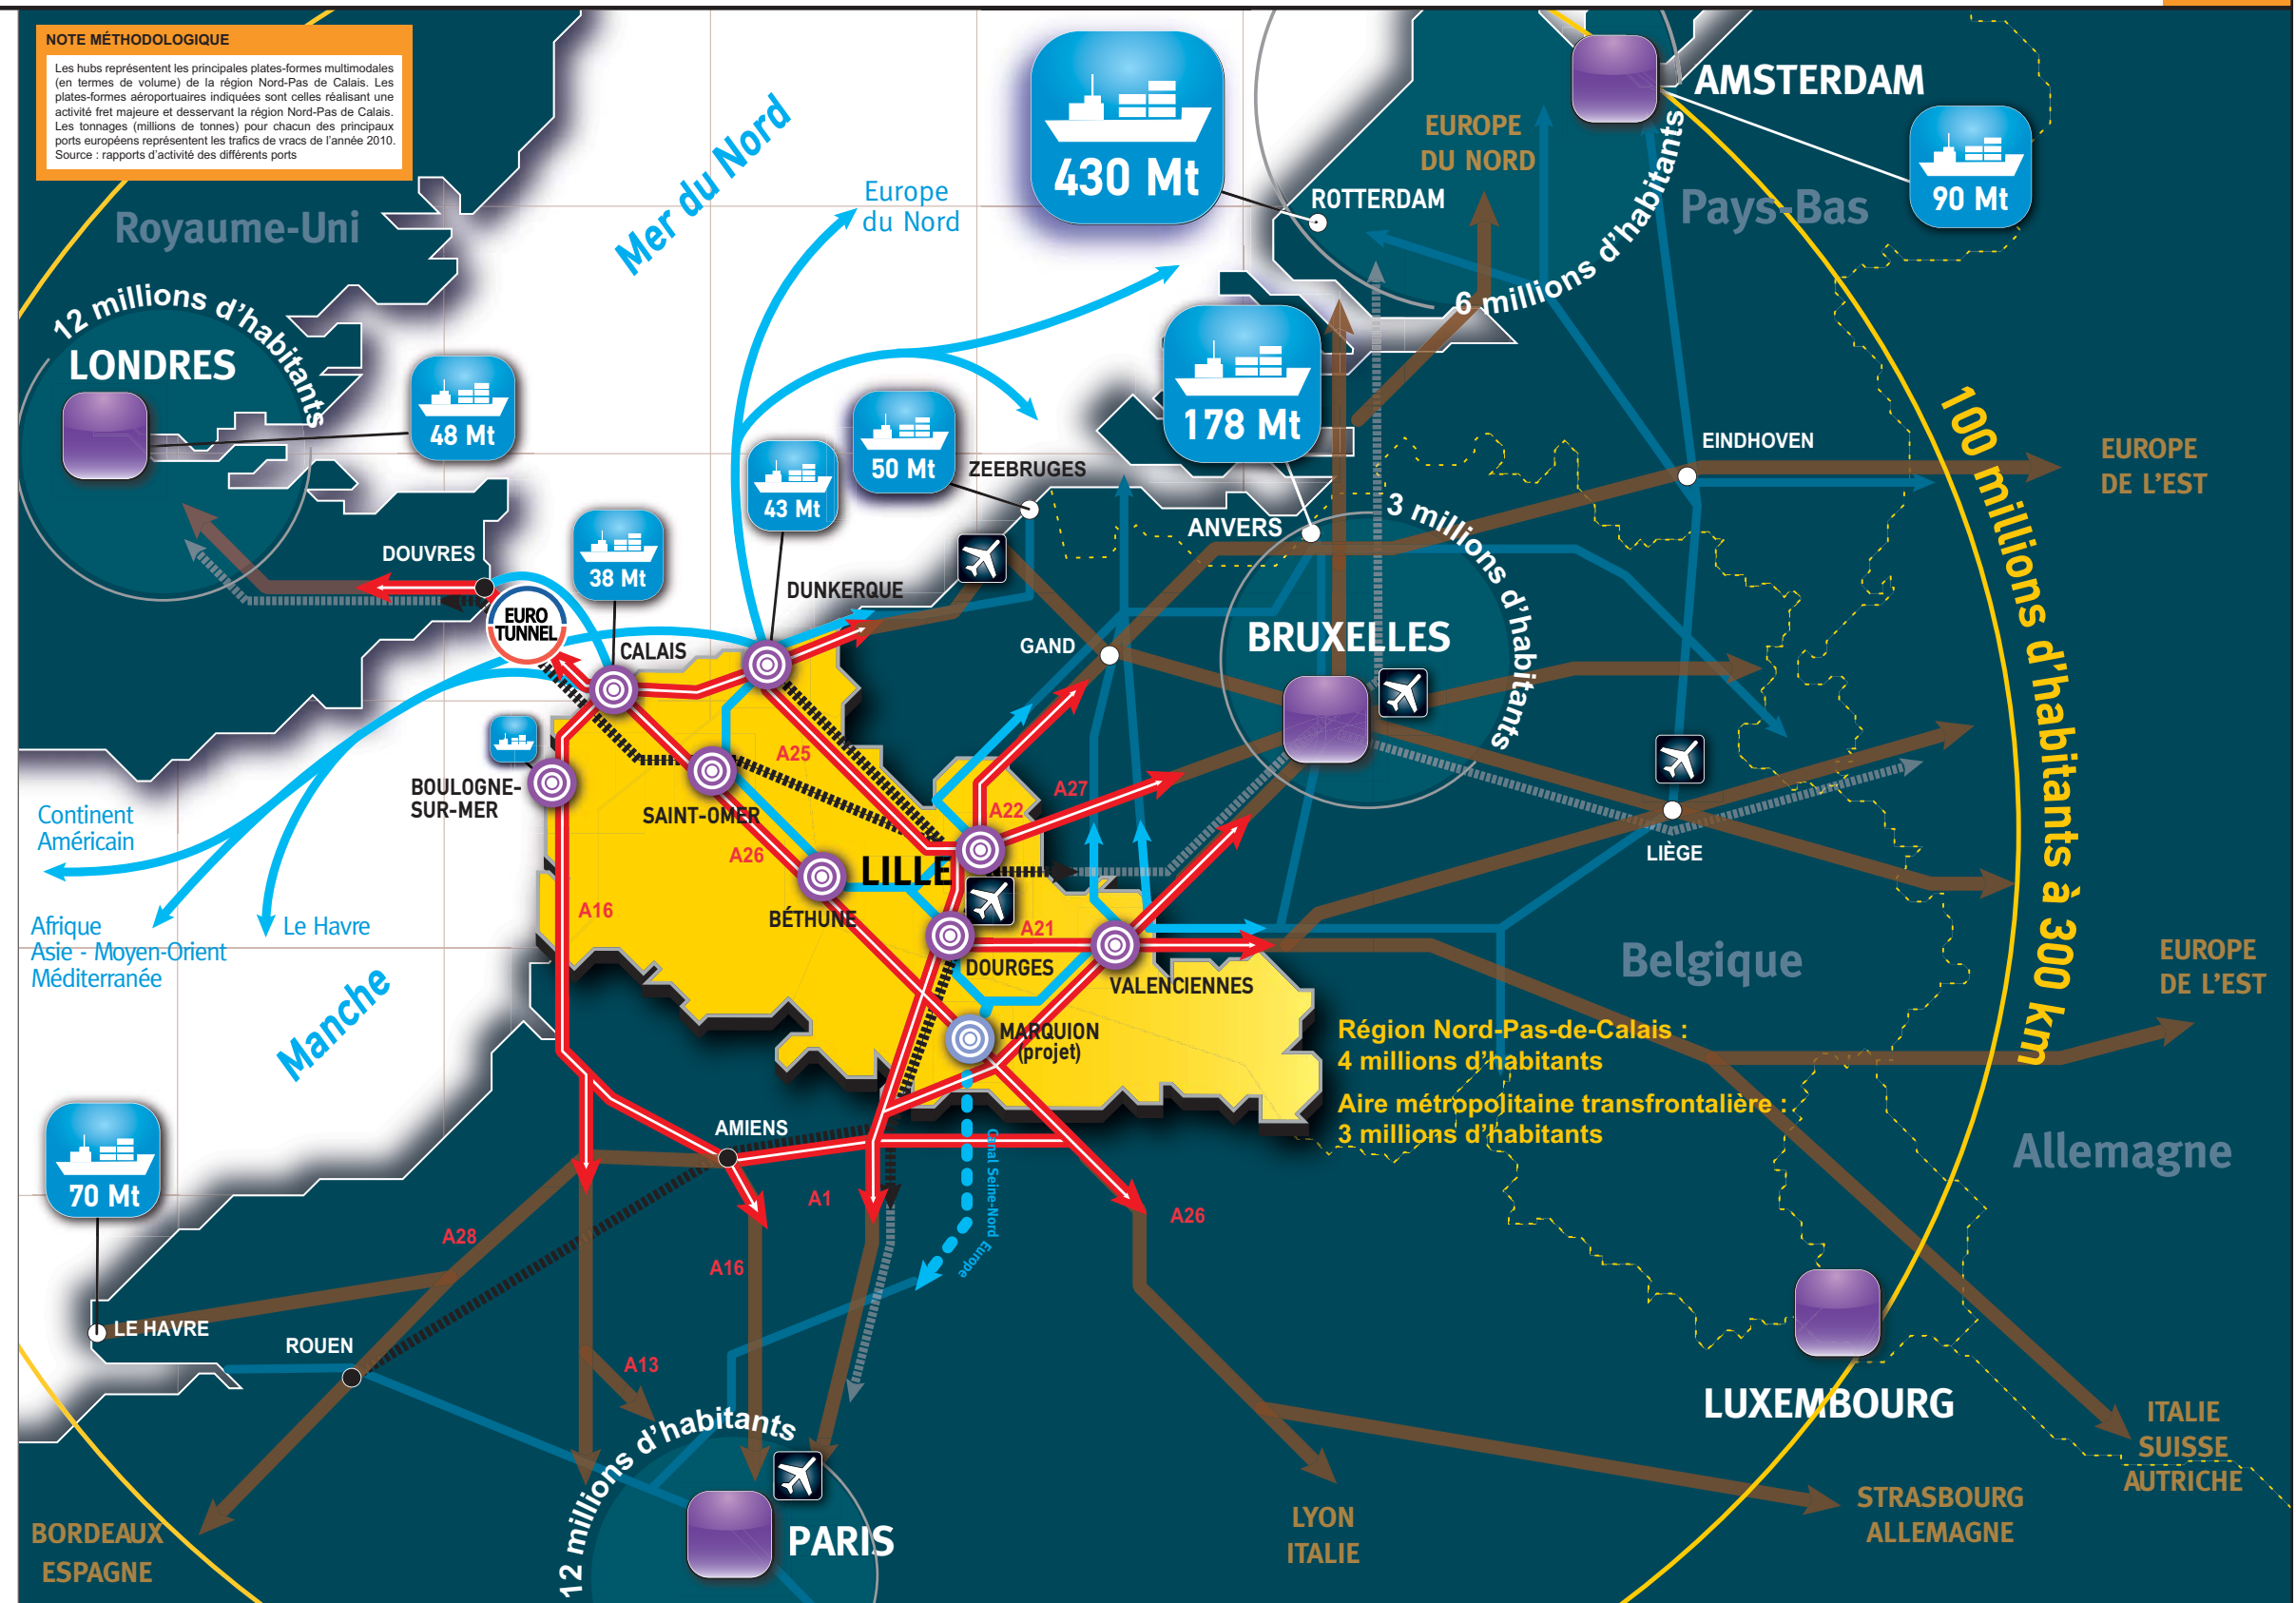 NOTE MÉTHODOLOGIQUE
Les hubs représentent les principales plates-formes multimodales
(en termes de volume) de la région Nord-Pas de Calais. Les
plates-formes aéroportuaires indiquées sont celles réalisant une
activité fret majeure et desservant la région Nord-Pas de Calais.
Les tonnages (millions de tonnes) pour chacun des principaux
ports européens représentent les trafics de vracs de l'année 2010.
Source : rapports d'activité des différents ports
Royaume-Uni
Mer du Nord
Europe
du Nord
430 Mt
ROTTERDAM
EUROPE
DU NORD
AMSTERDAM
90 Mt
Pays-Bas
6 millions d'habitants
12 millions d'habitants
LONDRES
48 Mt
50 Mt
ZEEBRUGES
43 Mt
178 Mt
ANVERS
3 millions d'habitants
EINDHOVEN
100 millions d'habitants à 300 km
EUROPE
DE L'EST
DOUVRES
38 Mt
EURO
TUNNEL
CALAIS
DUNKERQUE
GAND
BRUXELLES
BOULOGNE-
SUR-MER
SAINT-OMER
A25
A26
A22
A27
LILLE
BÉTHUNE
A16
A21
DOURGES
VALENCIENNES
LIÈGE
Continent
Américain
Afrique
Asie - Moyen-Orient
Méditerranée
Le Havre
Manche
MARQUION
(projet)
Belgique
EUROPE
DE L'EST
Région Nord-Pas-de-Calais :
4 millions d'habitants
Aire métropolitaine transfrontalière :
3 millions d'habitants
Allemagne
70 Mt
AMIENS
A1
Canal Seine-Nord Europe
A26
A28
A16
LE HAVRE
ROUEN
A13
LUXEMBOURG
12 millions d'habitants
PARIS
BORDEAUX
ESPAGNE
LYON
ITALIE
STRASBOURG
ALLEMAGNE
ITALIE
SUISSE
AUTRICHE